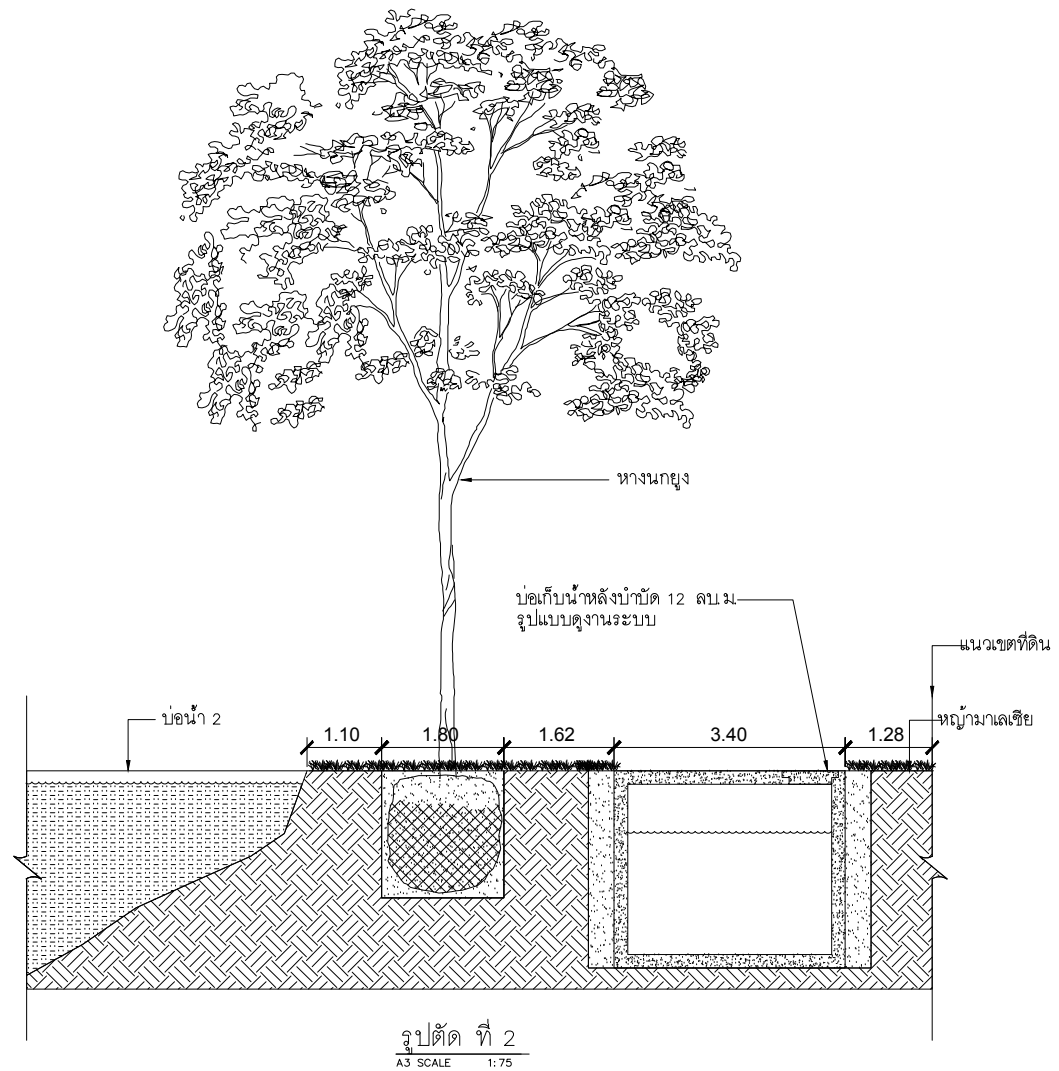 หางนกยูง
บ่อเก็บน้ำหลังบำบัด 12 ลบ.ม.
รูปแบบดูงานระบบ
แนวเขตที่ดิน
บ่อน้ำ 2
หญ้ามาเลเซีย
1.10 1.80 1.62 3.40 1.28
รูปตัด ที่ 2
A3 SCALE 1:75